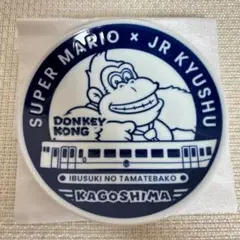 SUPER MARIO × JR KYUSHU
DONKEY
KONG
IBUSUKI NO TAMATEBAKO
KAGOSHIMA